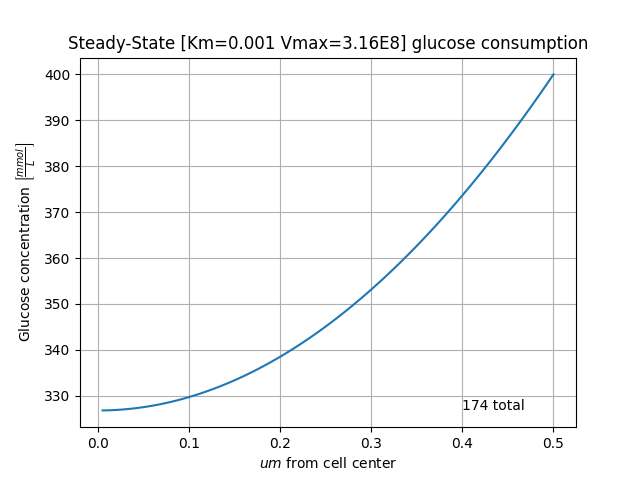 Steady-State [Km=0.001 Vmax=3.16E8] glucose consumption
Glucose concentration [mmol/L]
400
390
380
370
360
350
340
330
174 total
0.0 0.1 0.2 0.3 0.4 0.5
um from cell center